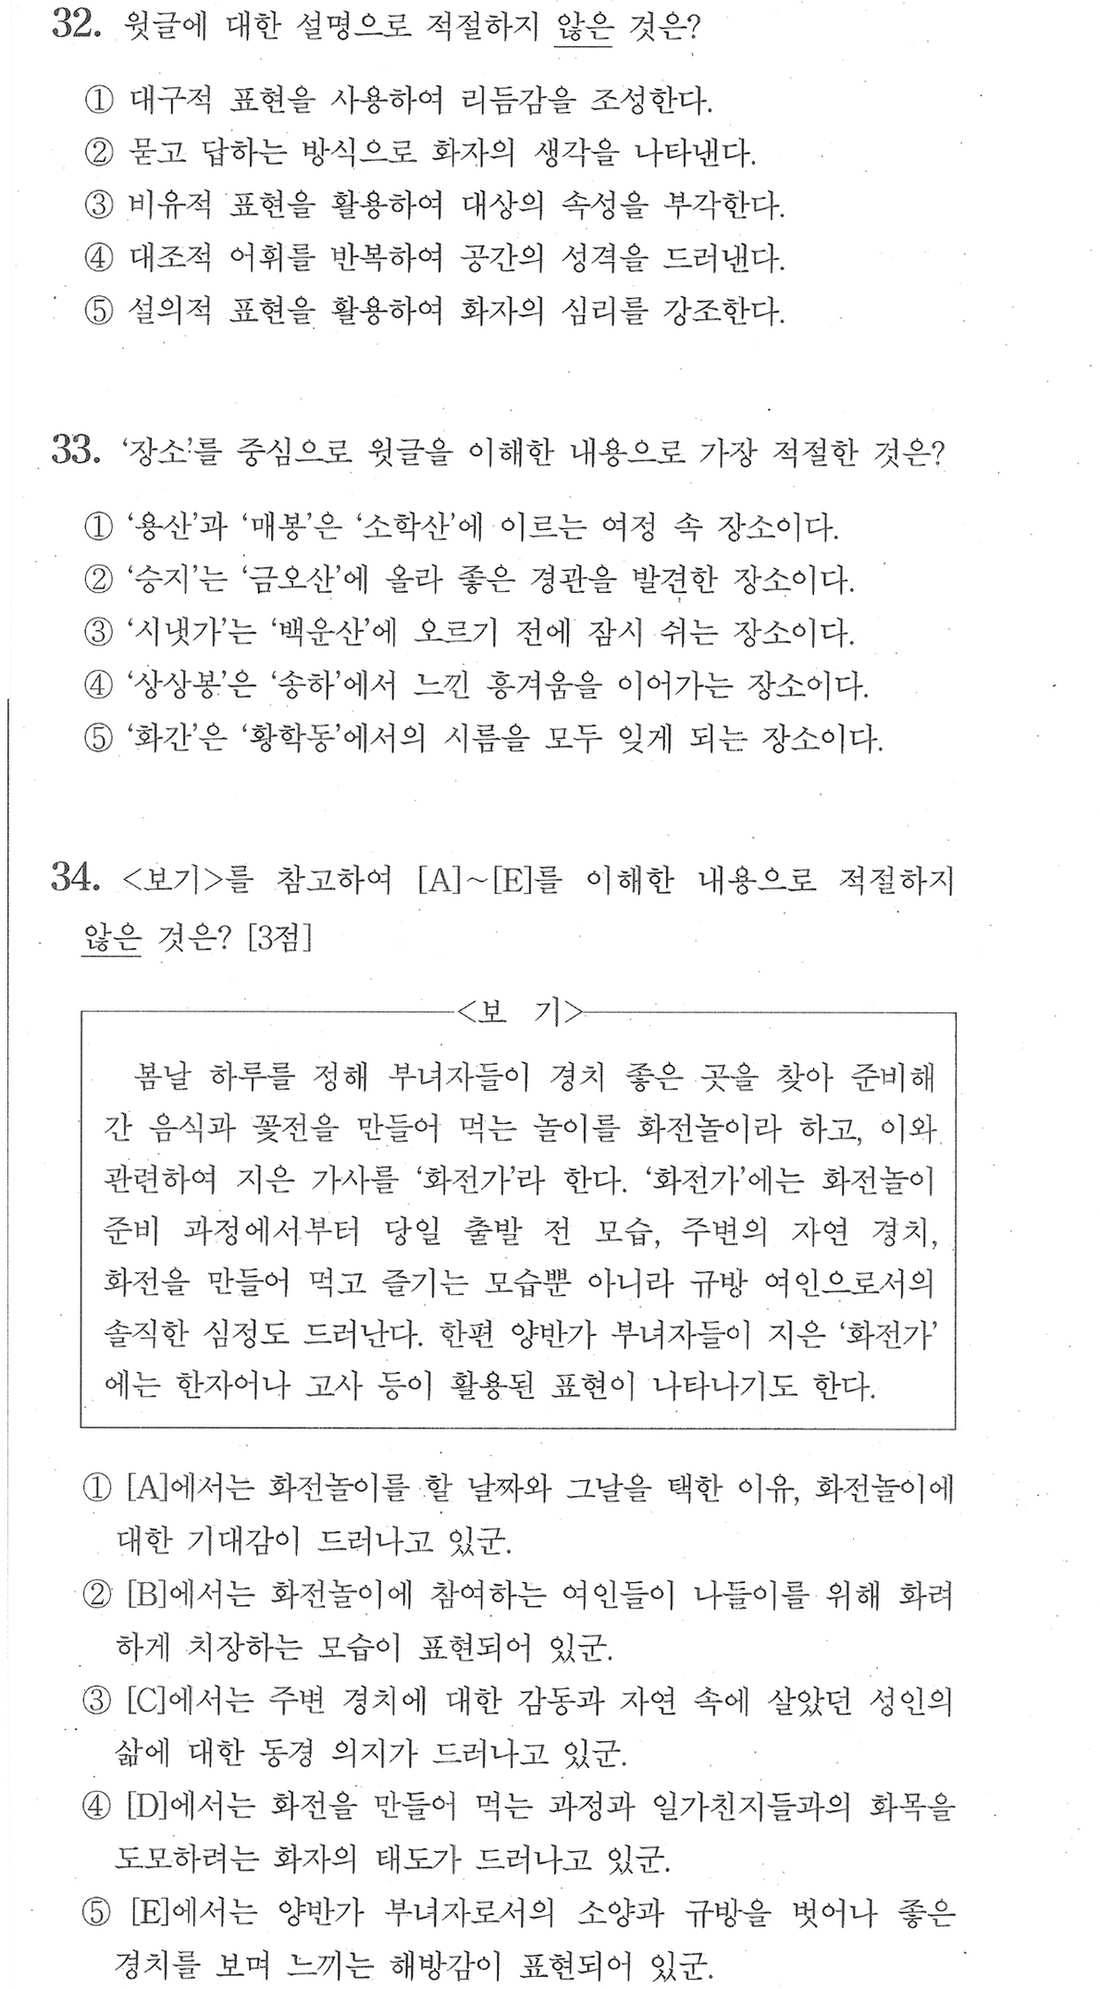 32. 윗글에 대한 설명으로 적절하지 않은 것은?
① 대구적 표현을 사용하여 리듬감을 조성한다.
② 묻고 답하는 방식으로 화자의 생각을 나타낸다.
③ 비유적 표현을 활용하여 대상의 속성을 부각한다.
④ 대조적 어휘를 반복하여 공간의 성격을 드러낸다.
⑤ 설의적 표현을 활용하여 화자의 심리를 강조한다.
33. ‘장소’를 중심으로 윗글을 이해한 내용으로 가장 적절한 것은?
① ‘용산’과 ‘매봉’은 ‘소학산’에 이르는 여정 속 장소이다.
② ‘승지’는 ‘금오산’에 올라 좋은 경관을 발견한 장소이다.
③ ‘시냇가’는 ‘백운산’에 오르기 전에 잠시 쉬는 장소이다.
④ ‘상상봉’은 ‘송하’에서 느낀 흥겨움을 이어가는 장소이다.
⑤ ‘화간’은 ‘황학동’에서의 시름을 모두 잊게 되는 장소이다.
34. <보기>를 참고하여 [A]~[E]를 이해한 내용으로 적절하지
않은 것은? [3점]
<보 기>
봄날 하루를 정해 부녀자들이 경치 좋은 곳을 찾아 준비해
간 음식과 꽃전을 만들어 먹는 놀이를 화전놀이라 하고, 이와
관련하여 지은 가사를 ‘화전가’라 한다. ‘화전가’에는 화전놀이
준비 과정에서부터 당일 출발 전 모습, 주변의 자연 경치,
화전을 만들어 먹고 즐기는 모습뿐 아니라 규방 여인으로서의
솔직한 심정도 드러난다. 한편 양반가 부녀자들이 지은 ‘화전가’
에는 한자어나 고사 등이 활용된 표현이 나타나기도 한다.
① [A]에서는 화전놀이를 할 날짜와 그날을 택한 이유, 화전놀이에
대한 기대감이 드러나고 있군.
② [B]에서는 화전놀이에 참여하는 여인들이 나들이를 위해 화려
하게 치장하는 모습이 표현되어 있군.
③ [C]에서는 주변 경치에 대한 감동과 자연 속에 살았던 성인의
삶에 대한 동경 의지가 드러나고 있군.
④ [D]에서는 화전을 만들어 먹는 과정과 일가친지들과의 화목을
도모하려는 화자의 태도가 드러나고 있군.
⑤ [E]에서는 양반가 부녀자로서의 소양과 규방을 벗어나 좋은
경치를 보며 느끼는 해방감이 표현되어 있군.